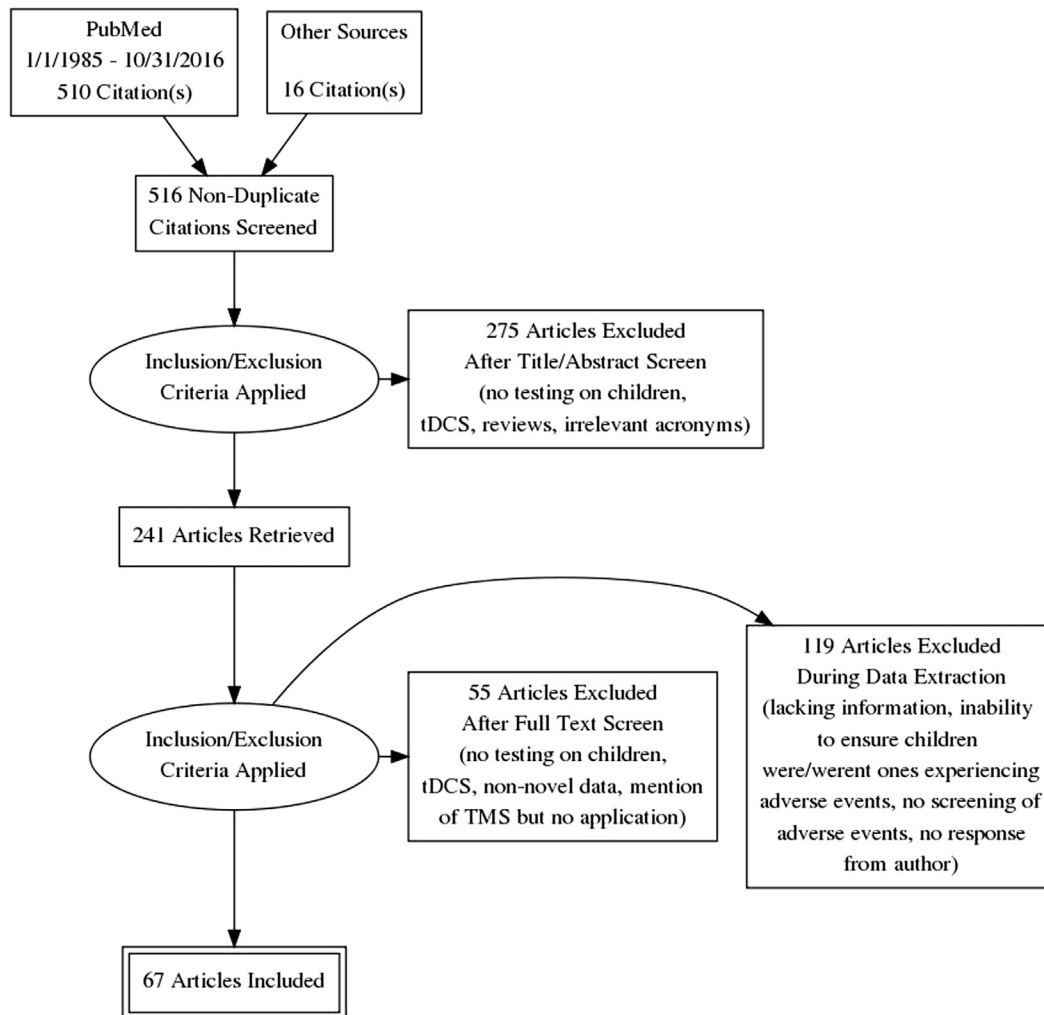 PubMed
1/1/1985 - 10/31/2016
510 Citation(s)
Other Sources
16 Citation(s)
516 Non-Duplicate
Citations Screened
Inclusion/Exclusion
Criteria Applied
275 Articles Excluded
After Title/Abstract Screen
(no testing on children,
tDCS, reviews, irrelevant acronyms)
241 Articles Retrieved
Inclusion/Exclusion
Criteria Applied
55 Articles Excluded
After Full Text Screen
(no testing on children,
tDCS, non-novel data, mention
of TMS but no application)
119 Articles Excluded
During Data Extraction
(lacking information, inability
to ensure children
were/werent ones experiencing
adverse events, no screening of
adverse events, no response
from author)
67 Articles Included